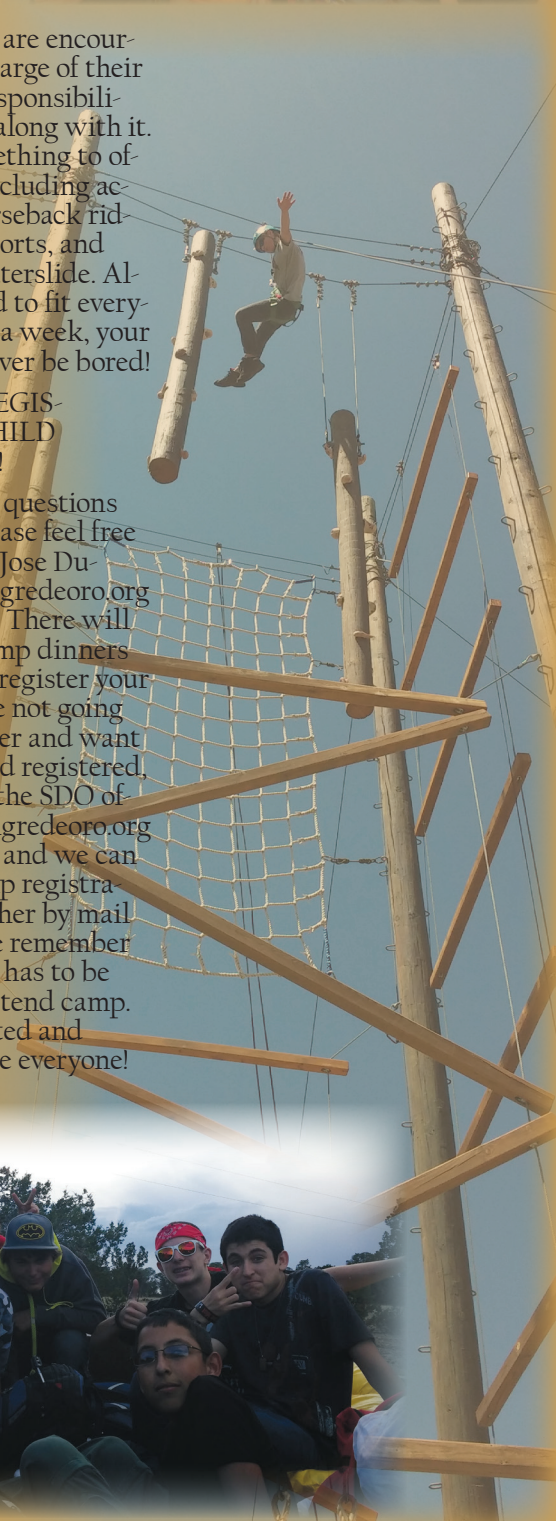 are encour-
arge of their
sponsibili-
along with it.
ething to of-
cluding ac-
seback rid-
orts, and
terslide. Al-
d to fit every-
a week, your
ver be bored!
EGIS-
HILD
!
questions
ase feel free
Jose Du-
gredeoro.org
There will
mp dinners
register your
e not going
er and want
d registered,
the SDO of-
gredeoro.org
and we can
p registra-
her by mail
e remember
has to be
tend camp.
ted and
e everyone!